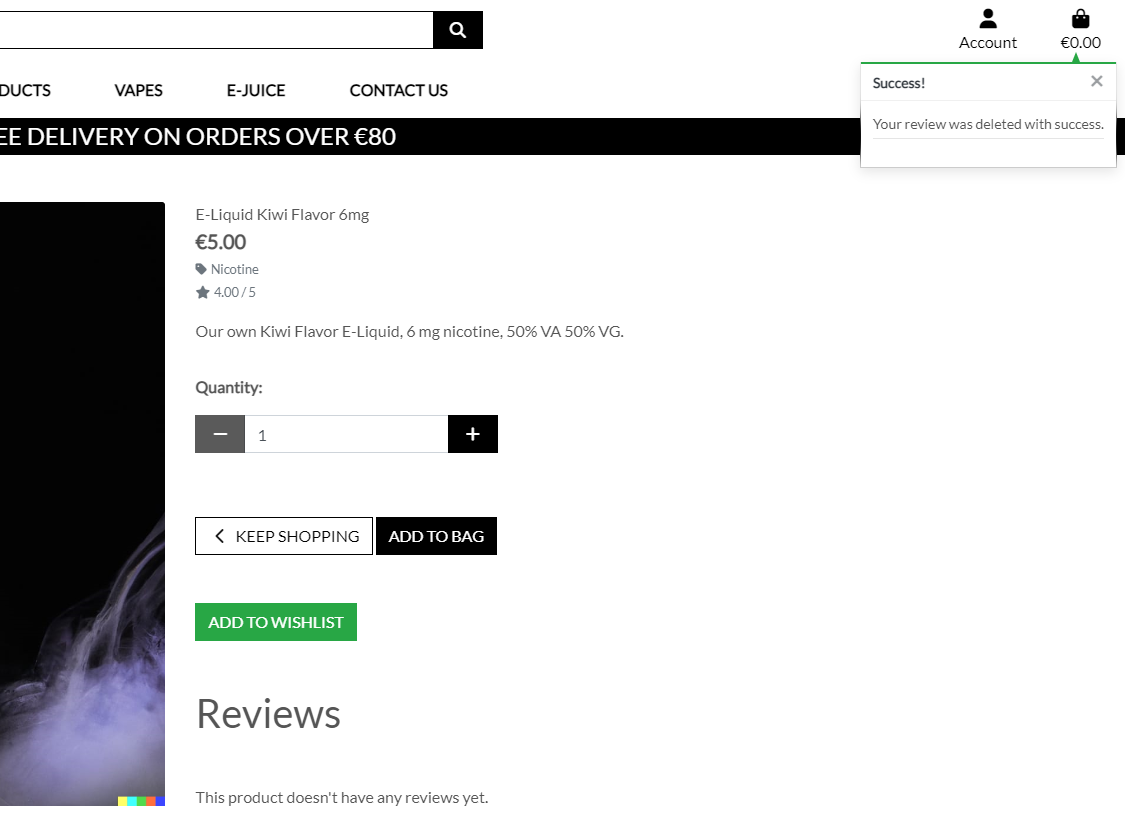 Account
€0.00
DUCTS
VAPES
E-JUICE
CONTACT US
Success!
×
Your review was deleted with success.
EE DELIVERY ON ORDERS OVER €80
E-Liquid Kiwi Flavor 6mg
€5.00
Nicotine
4.00 / 5
Our own Kiwi Flavor E-Liquid, 6 mg nicotine, 50% VA 50% VG.
Quantity:
1
KEEP SHOPPING
ADD TO BAG
ADD TO WISHLIST
Reviews
This product doesn't have any reviews yet.